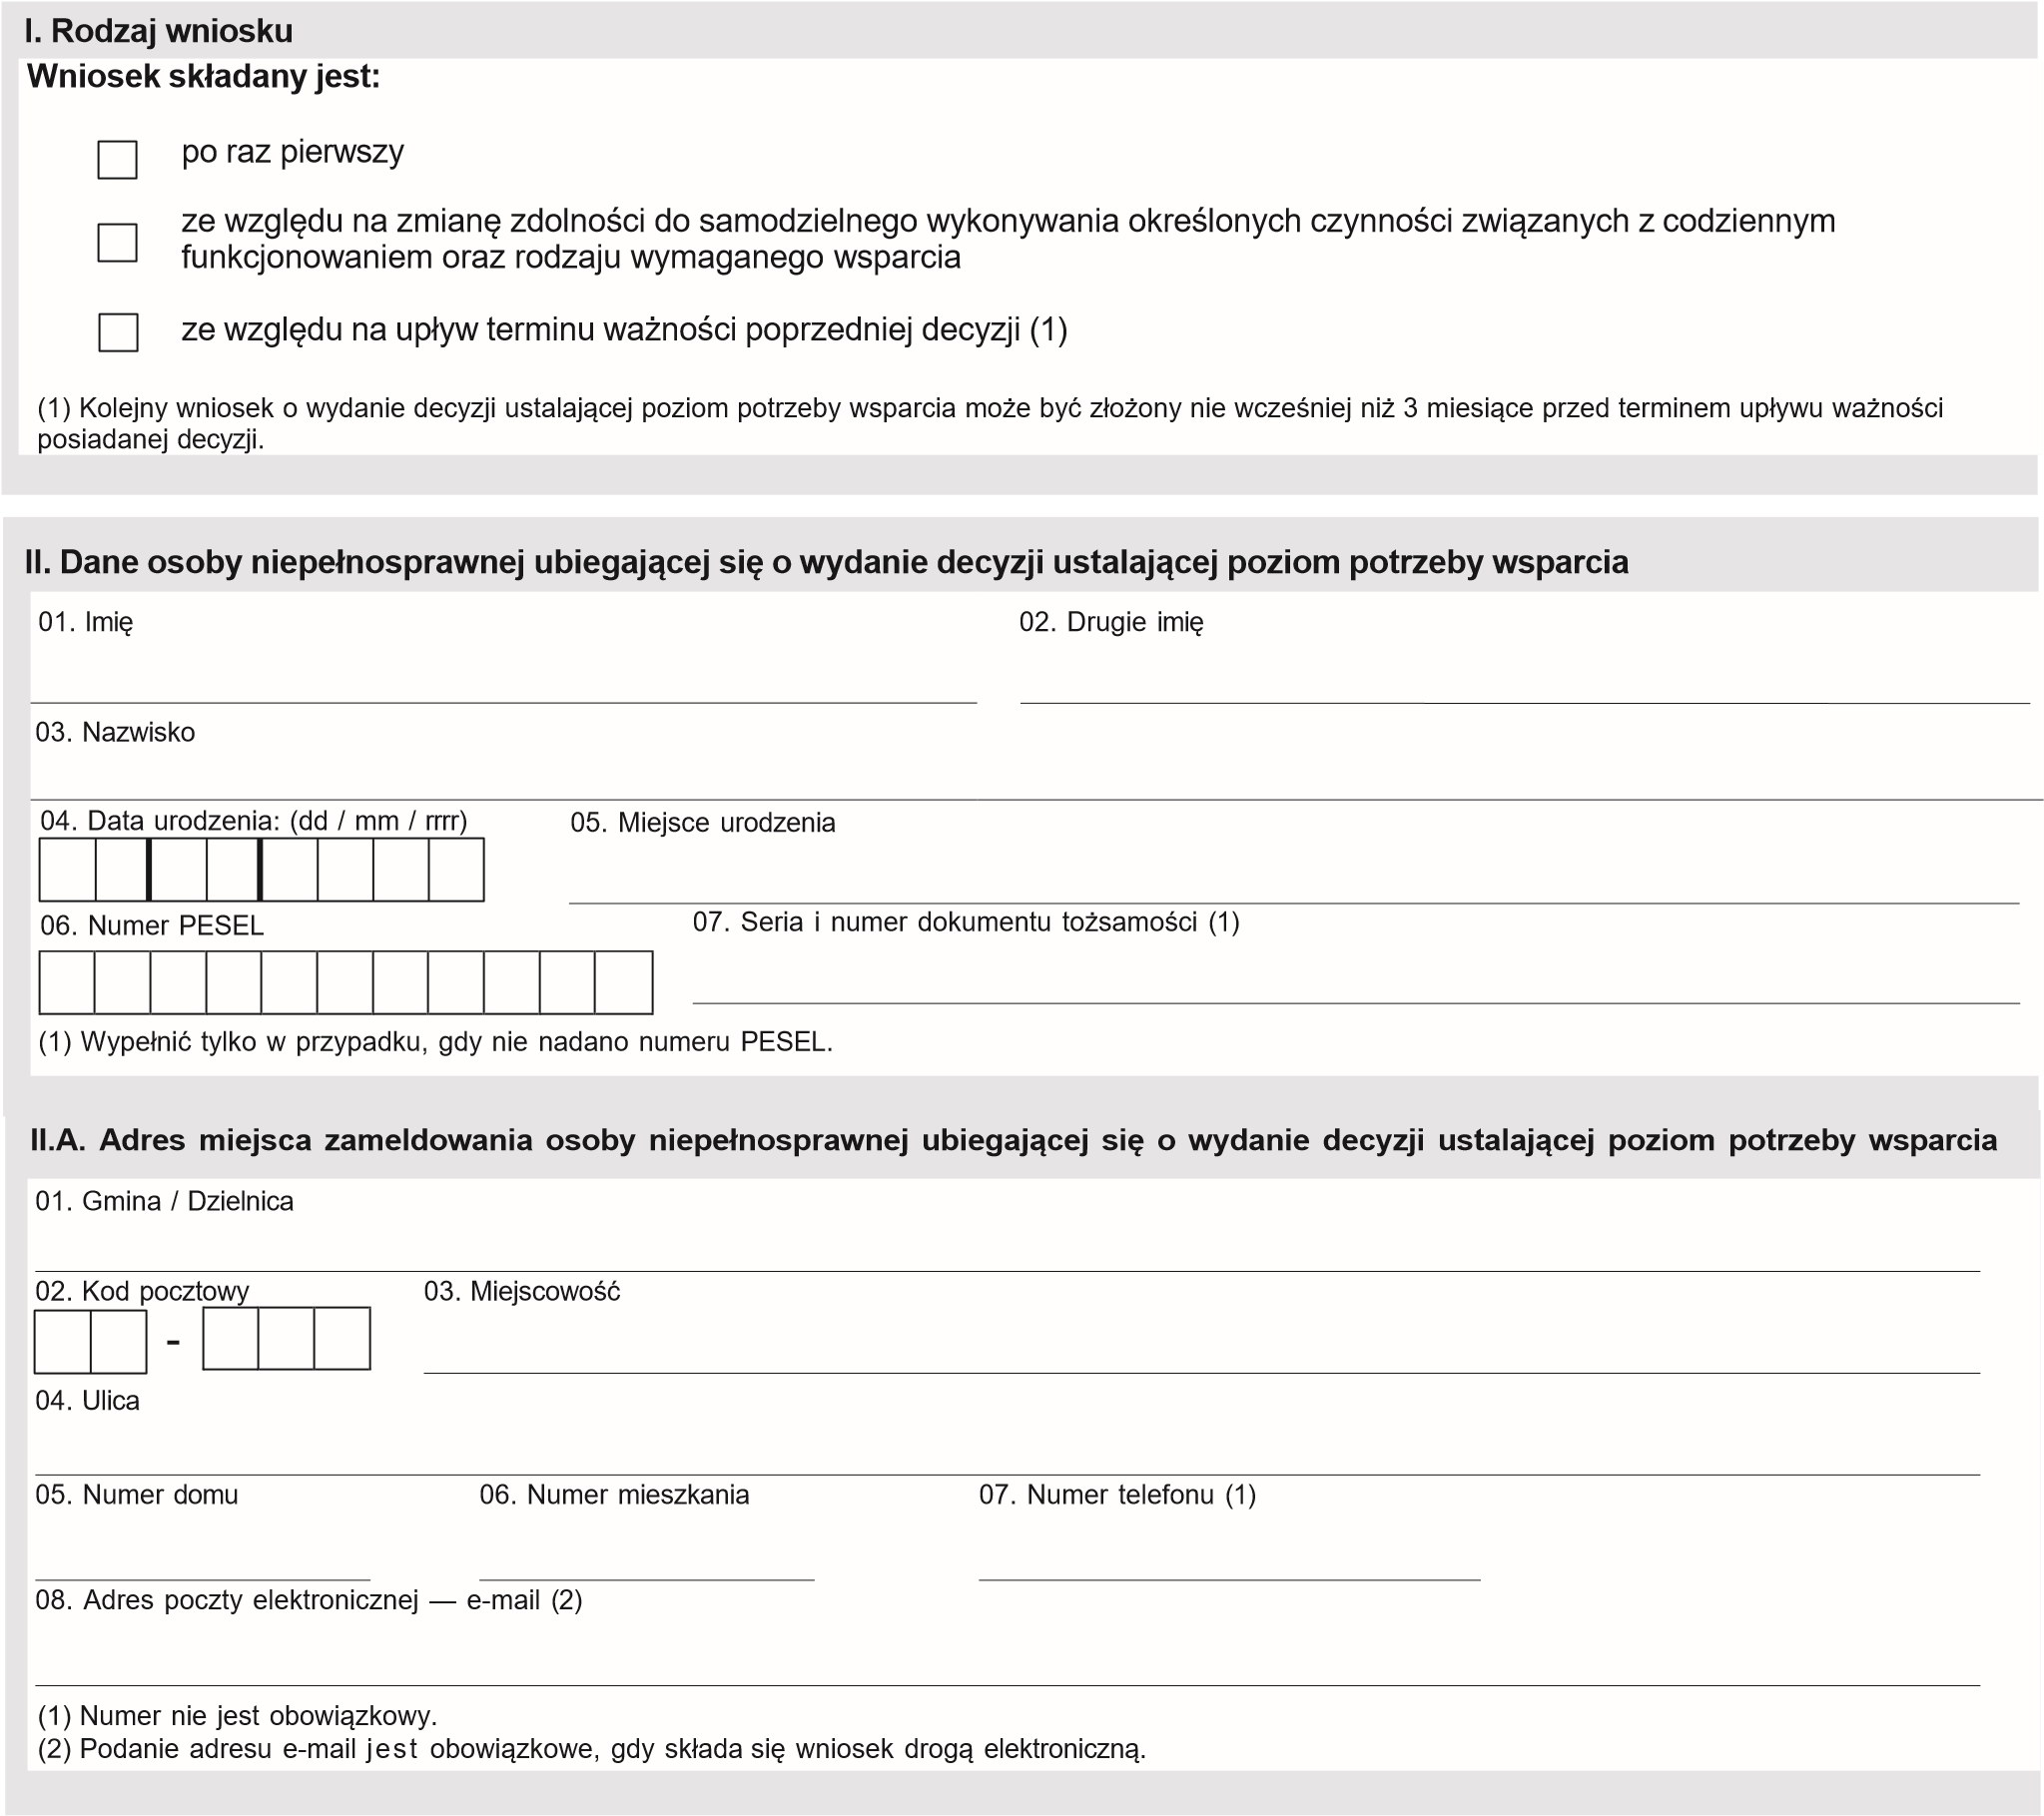 I. Rodzaj wniosku
Wniosek składany jest:
po raz pierwszy
ze względu na zmianę zdolności do samodzielnego wykonywania określonych czynności związanych z codziennym
funkcjonowaniem oraz rodzaju wymaganego wsparcia
ze względu na upływ terminu ważności poprzedniej decyzji (1)
(1) Kolejny wniosek o wydanie decyzji ustalającej poziom potrzeby wsparcia może być złożony nie wcześniej niż 3 miesiące przed terminem upływu ważności
posiadanej decyzji.
II. Dane osoby niepełnosprawnej ubiegającej się o wydanie decyzji ustalającej poziom potrzeby wsparcia
01. Imię 02. Drugie imię
03. Nazwisko
04. Data urodzenia: (dd / mm / rrrr) 05. Miejsce urodzenia
06. Numer PESEL 07. Seria i numer dokumentu tożsamości (1)
(1) Wypełnić tylko w przypadku, gdy nie nadano numeru PESEL.
II.A. Adres miejsca zameldowania osoby niepełnosprawnej ubiegającej się o wydanie decyzji ustalającej poziom potrzeby wsparcia
01. Gmina / Dzielnica
02. Kod pocztowy 03. Miejscowość
-
04. Ulica
05. Numer domu 06. Numer mieszkania 07. Numer telefonu (1)
08. Adres poczty elektronicznej — e-mail (2)
(1) Numer nie jest obowiązkowy.
(2) Podanie adresu e-mail jest obowiązkowe, gdy składa się wniosek drogą elektroniczną.